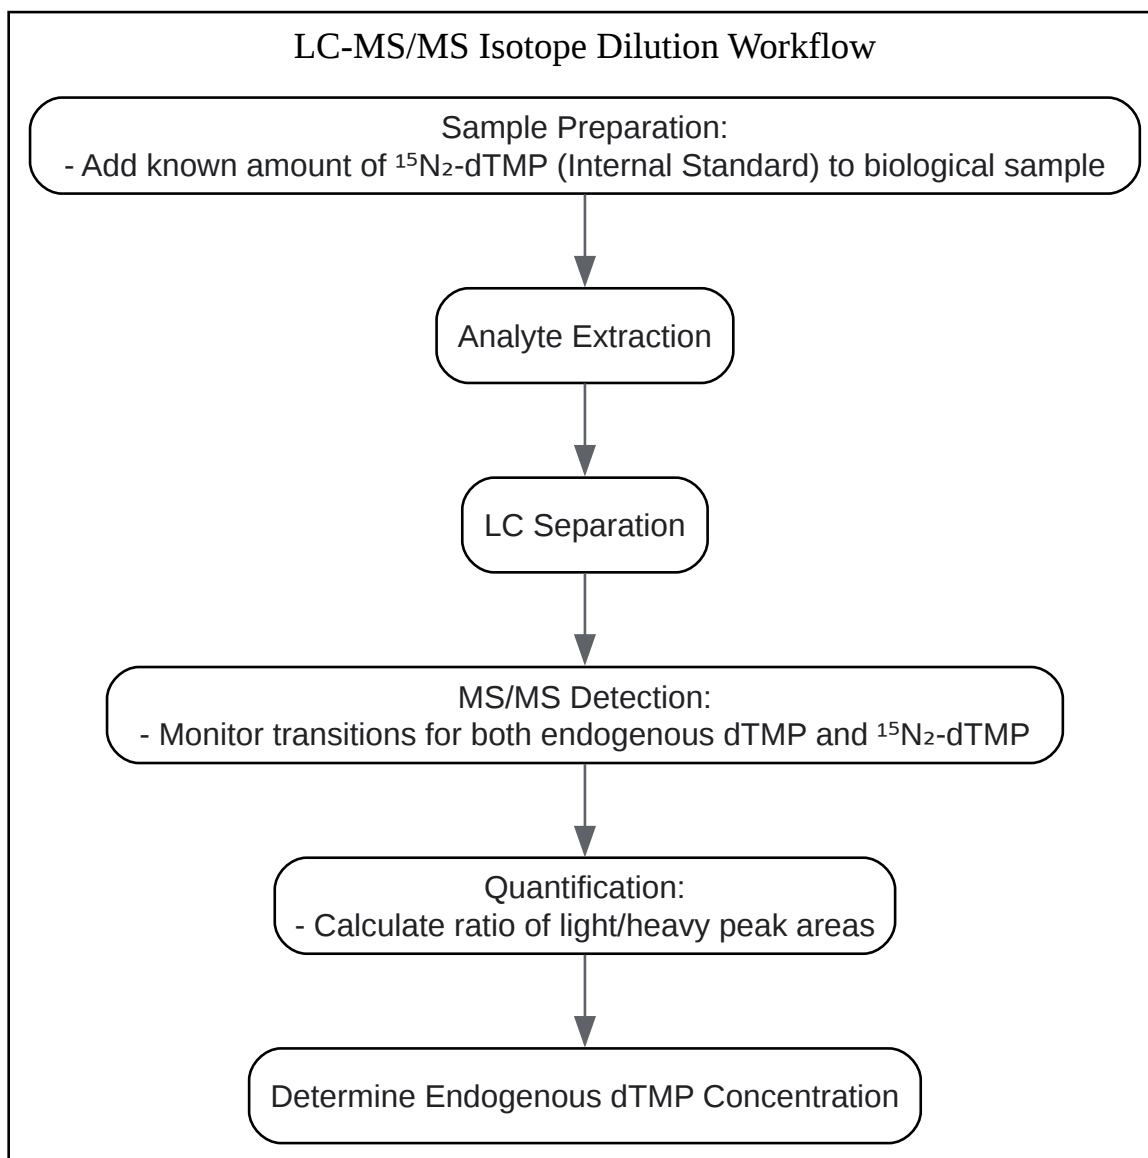 LC-MS/MS Isotope Dilution Workflow
Sample Preparation:
- Add known amount of ¹⁵N₂-dTMP (Internal Standard) to biological sample
Analyte Extraction
LC Separation
MS/MS Detection:
- Monitor transitions for both endogenous dTMP and ¹⁵N₂-dTMP
Quantification:
- Calculate ratio of light/heavy peak areas
Determine Endogenous dTMP Concentration